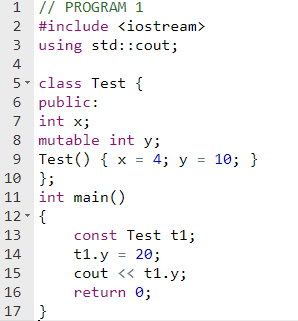 1 // PROGRAM 1
2 #include <iostream>
3 using std::cout;
4
5 class Test {
6 public:
7 int x;
8 mutable int y;
9 Test() { x = 4; y = 10; }
10 };
11 int main()
12 {
13     const Test t1;
14     t1.y = 20;
15     cout << t1.y;
16     return 0;
17 }